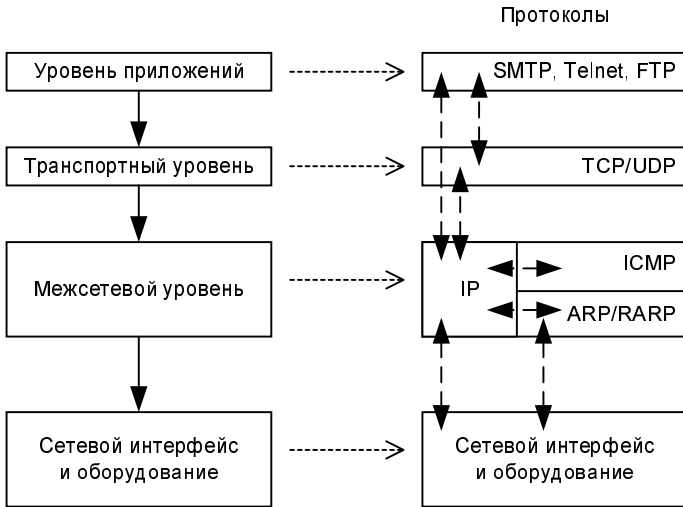 Протоколы
Уровень приложений
SMTP, Telnet, FTP
Транспортный уровень
TCP/UDP
Межсетевой уровень
IP
ICMP
ARP/RARP
Сетевой интерфейс
и оборудование
Сетевой интерфейс
и оборудование